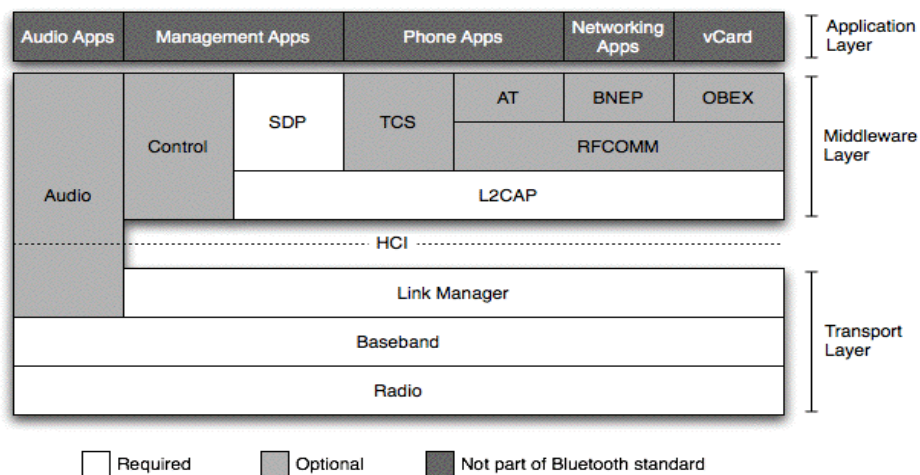 Audio Apps
Management Apps
Phone Apps
Networking
Apps
vCard
Application
Layer
Audio
Control
SDP
TCS
AT
BNEP
OBEX
RFCOMM
L2CAP
Middleware
Layer
HCI
Link Manager
Baseband
Radio
Transport
Layer
Required
Optional
Not part of Bluetooth standard